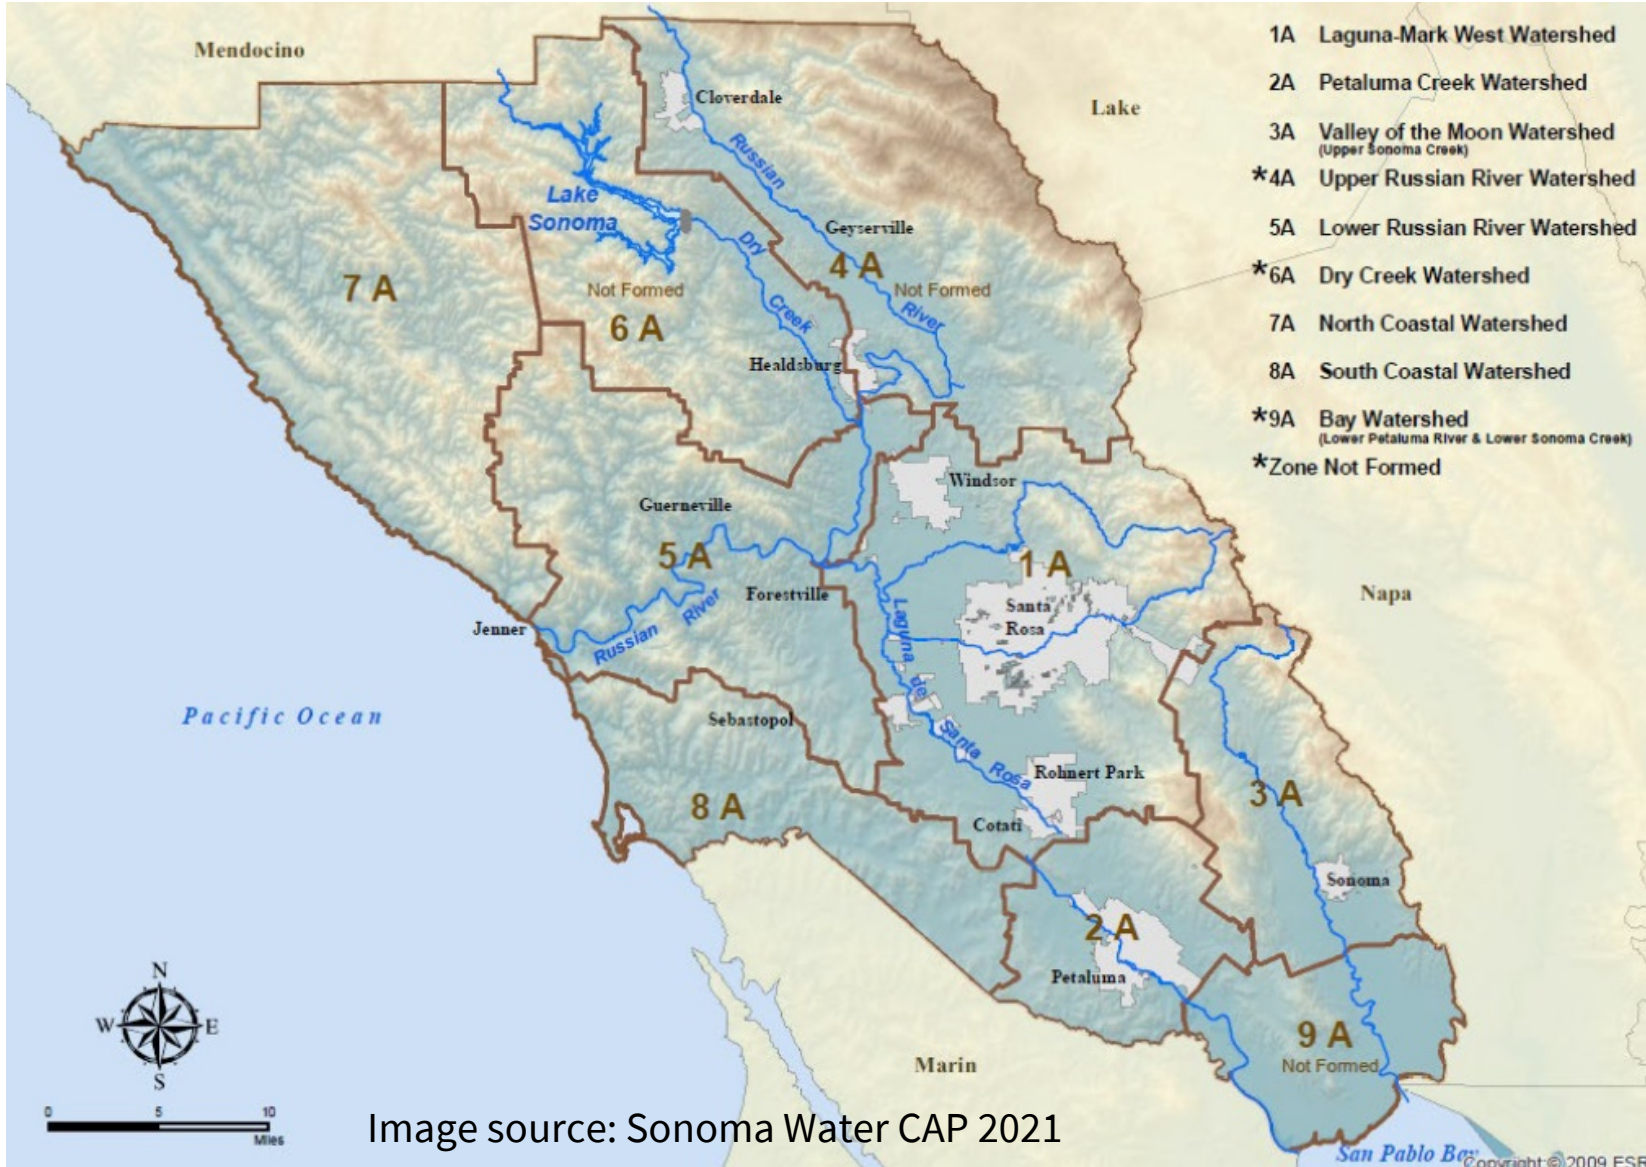 Mendocino
Lake
Napa
Marin
Cloverdale
Russian
Lake
Sonoma
Dry
Creek
Geyserville
4 A
Not Formed
River
7 A
Not Formed
6 A
Healdsburg
Windsor
Guerneville
5 A
Forestville
1 A
Santa
Rosa
Jenner
Russian River
Laguna de Santa Rosa
Pacific Ocean
Sebastopol
Rohnert Park
8 A
3 A
Cotati
Sonoma
2 A
Petaluma
9 A
Not Formed
San Pablo Bay
1A Laguna-Mark West Watershed
2A Petaluma Creek Watershed
3A Valley of the Moon Watershed
(Upper Sonoma Creek)
*4A Upper Russian River Watershed
5A Lower Russian River Watershed
*6A Dry Creek Watershed
7A North Coastal Watershed
8A South Coastal Watershed
*9A Bay Watershed
(Lower Petaluma River & Lower Sonoma Creek)
*Zone Not Formed
N
W E
S
0 5 10
Miles
Image source: Sonoma Water CAP 2021
Copyright:© 2009 ESR